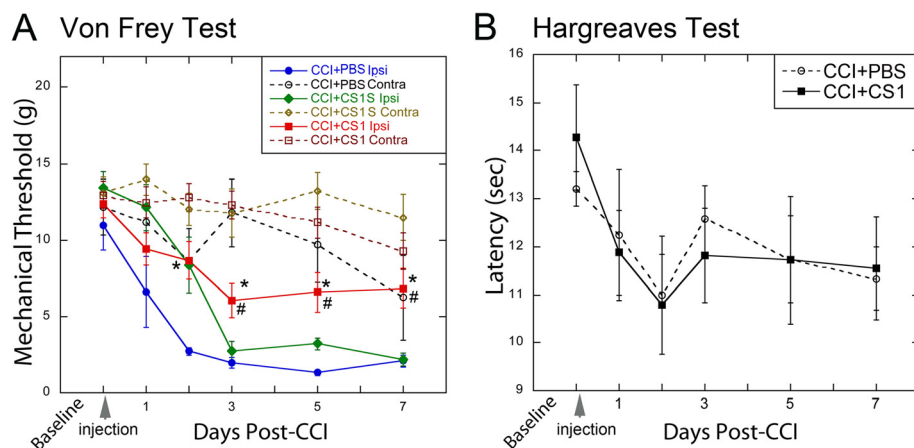 A Von Frey Test
Mechanical Threshold (g)
20
15
10
5
0
CCI+PBS Ipsi
CCI+PBS Contra
CCI+CS1S Ipsi
CCI+CS1S Contra
CCI+CS1 Ipsi
CCI+CS1 Contra
*
*
#
*
#
*
#
Baseline
injection
1
3
5
7
Days Post-CCI
B Hargreaves Test
Latency (sec)
16
15
14
13
12
11
10
9
CCI+PBS
CCI+CS1
Baseline
injection
1
3
5
7
Days Post-CCI